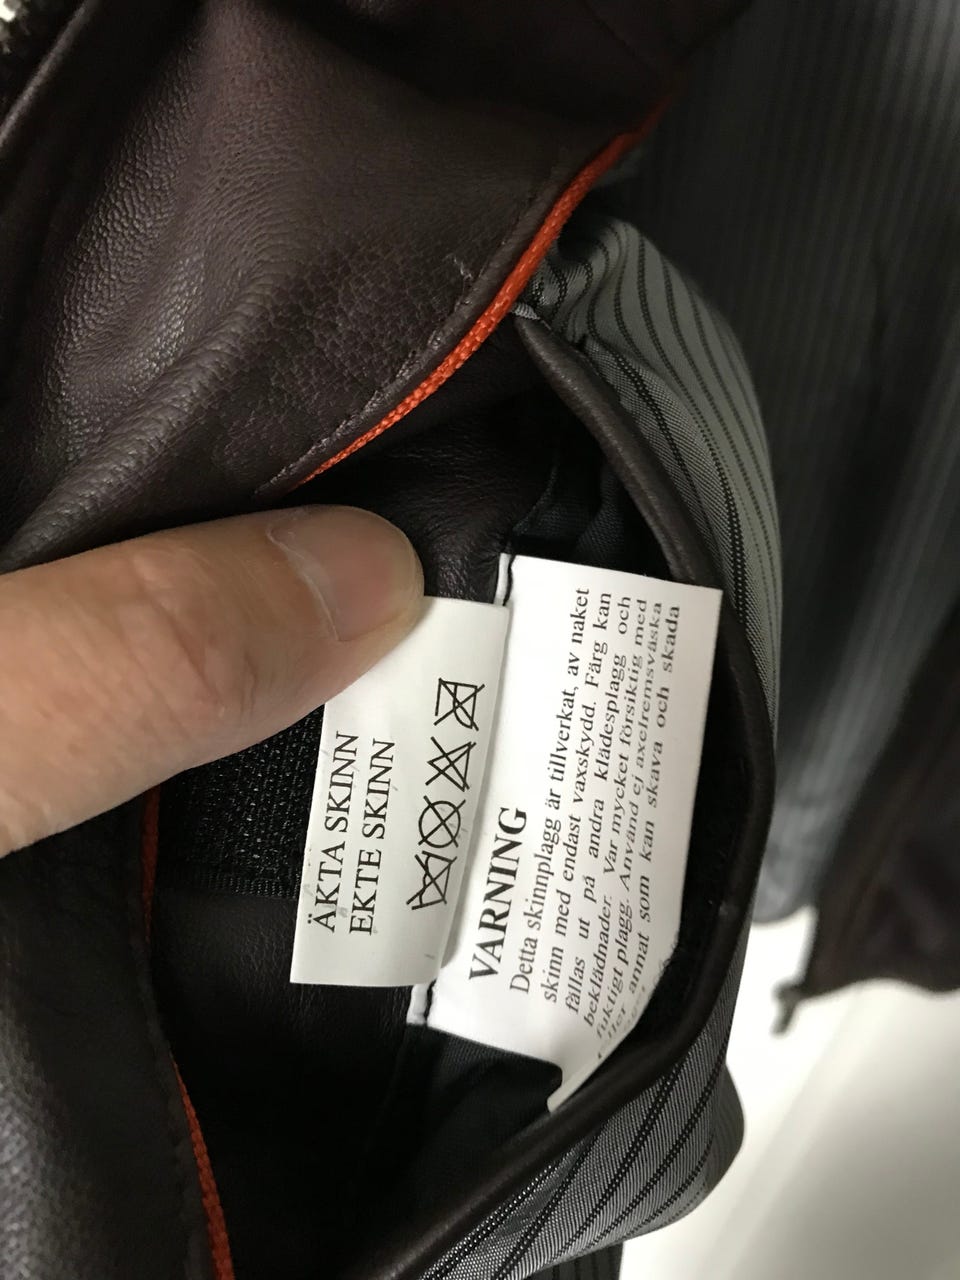 ÄKTA SKINN
EKTE SKINN
VARNING
Detta skinnplagg är tillverkat, av naket
skinn med endast vaxskydd. Färg kan
fällas ut på andra klädesplagg och
beklädnader. Var mycket försiktig med
fuktigt plagg. Använd ej axelremsväska
Eller annat som kan skava och skada